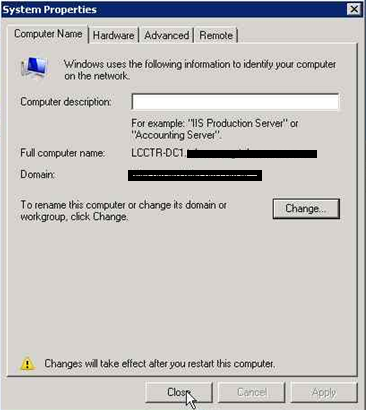 System Properties
Computer Name
Hardware
Advanced
Remote
Windows uses the following information to identify your computer
on the network.
Computer description:
For example: "IIS Production Server" or
"Accounting Server".
Full computer name:
LCCTR-DC1.
Domain:
To rename this computer or change its domain or
workgroup, click Change.
Change...
Changes will take effect after you restart this computer.
Close
Cancel
Apply